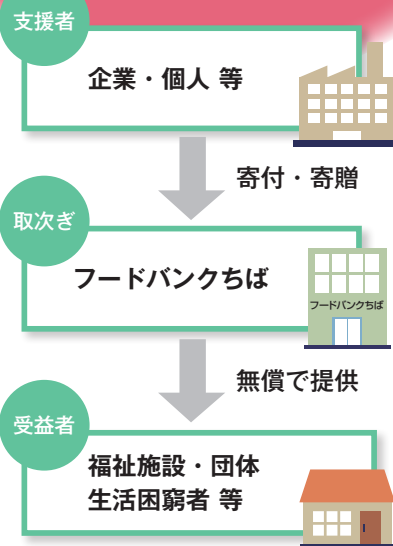 支援者
企業・個人 等
寄付・寄贈
取次ぎ
フードバンクちば
フードバンクちば
無償で提供
受益者
福祉施設・団体
生活困窮者 等